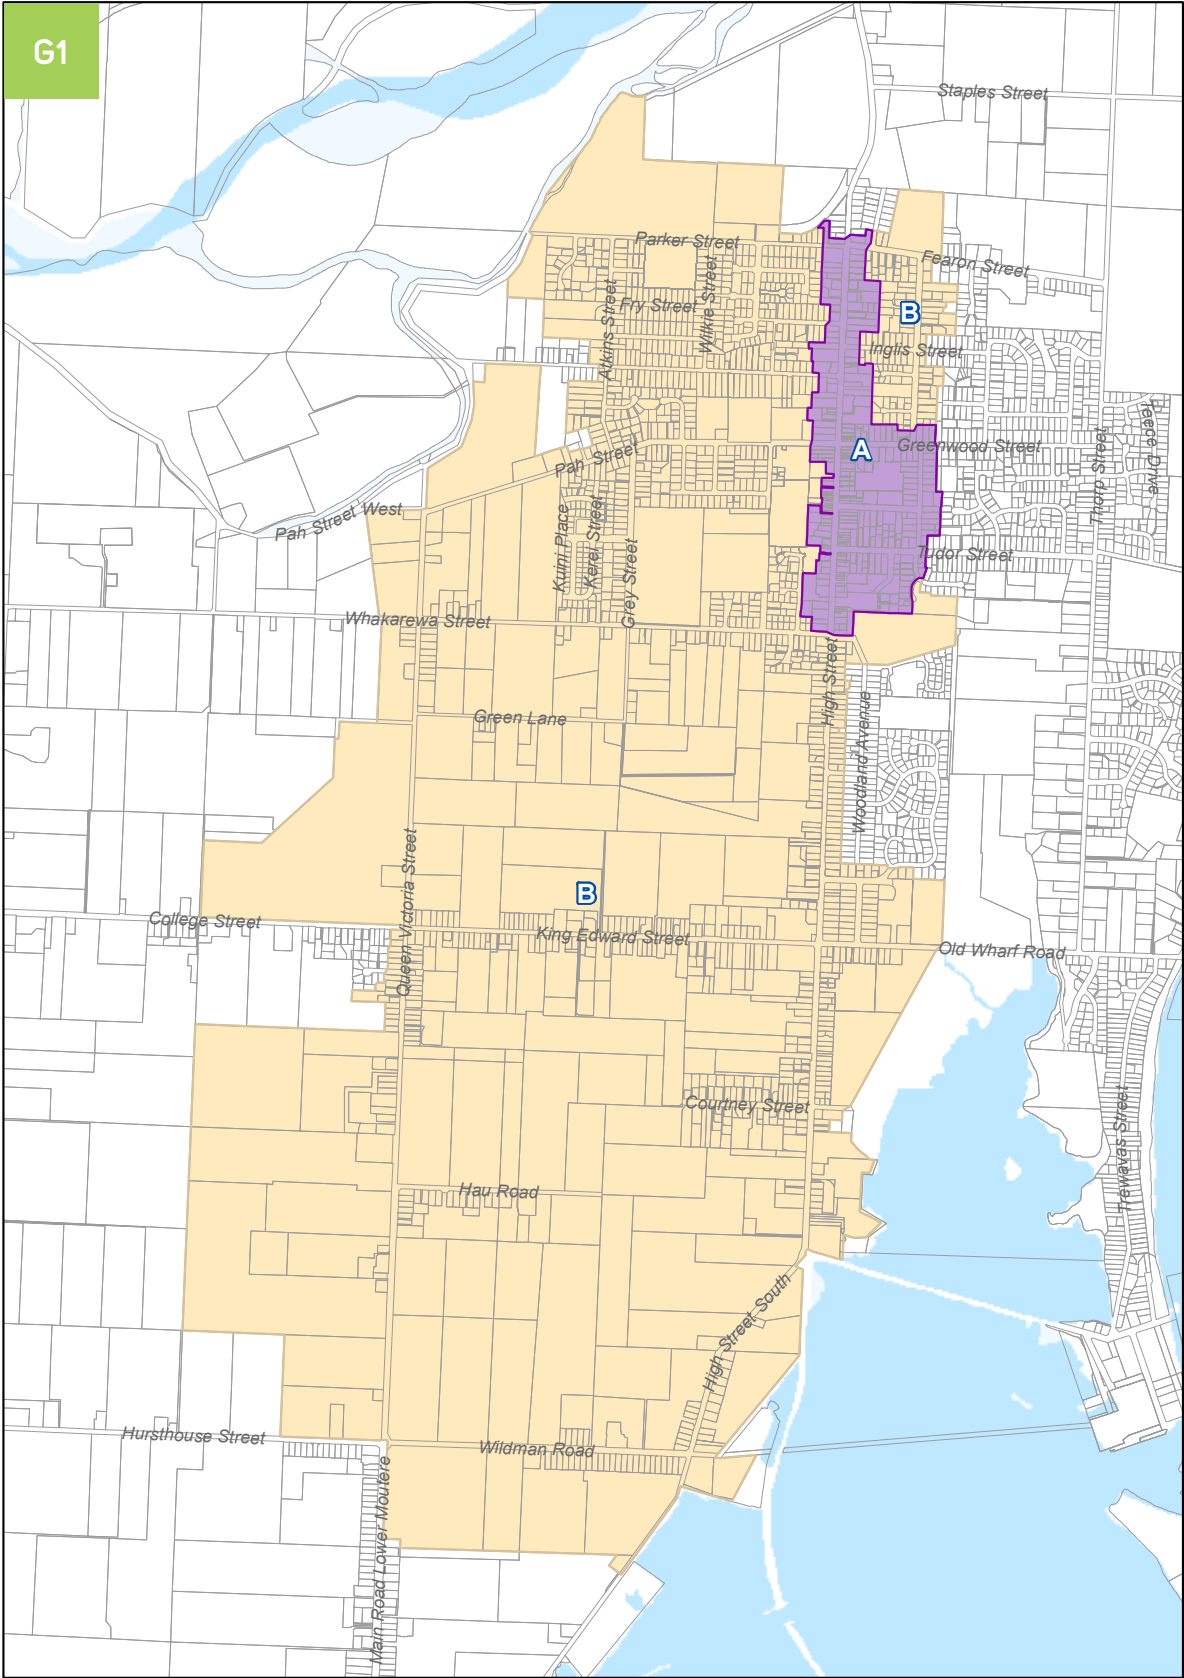 G1
Staples Street
Parker Street
Fearon Street
Fry Street
Wilkie Street
Atkins Street
B
Inglis Street
Teece Drive
Greenwood Street
A
Thorp Street
Pah Street
Pah Street West
Kuini Place
Kerei Street
Grey Street
Tudor Street
Whakarewa Street
High Street
Woodland Avenue
Green Lane
Queen Victoria Street
B
College Street
King Edward Street
Old Wharf Road
Courtney Street
Trewavas Street
Hau Road
High Street South
Hursthouse Street
Wildman Road
Main Road Lower Moutere